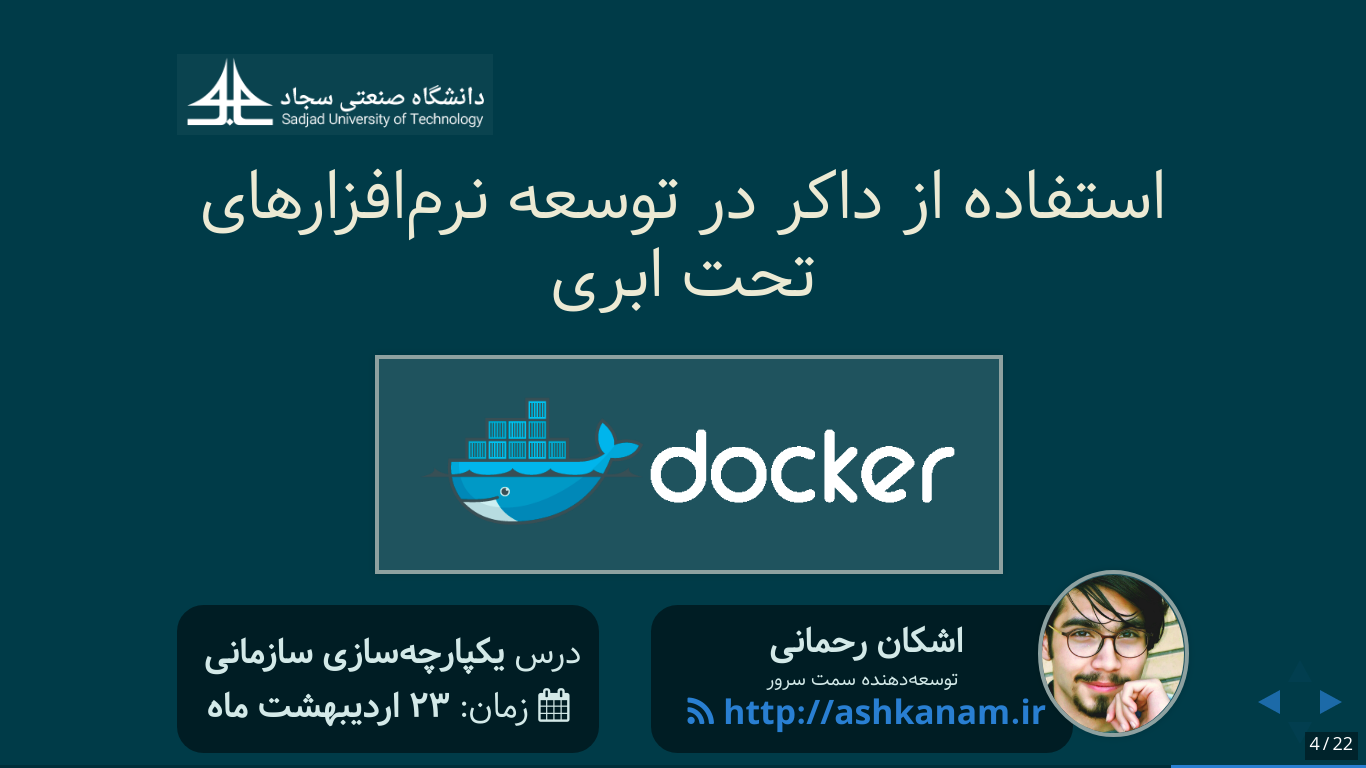 دانشگاه صنعتی سجاد
Sadjad University of Technology
استفاده از داکر در توسعه نرم‌افزارهای
تحت ابری
docker
اشکان رحمانی
توسعه‌دهنده سمت سرور
http://ashkanam.ir
درس یکپارچه‌سازی سازمانی
زمان: ۲۳ اردیبهشت ماه
4 / 22